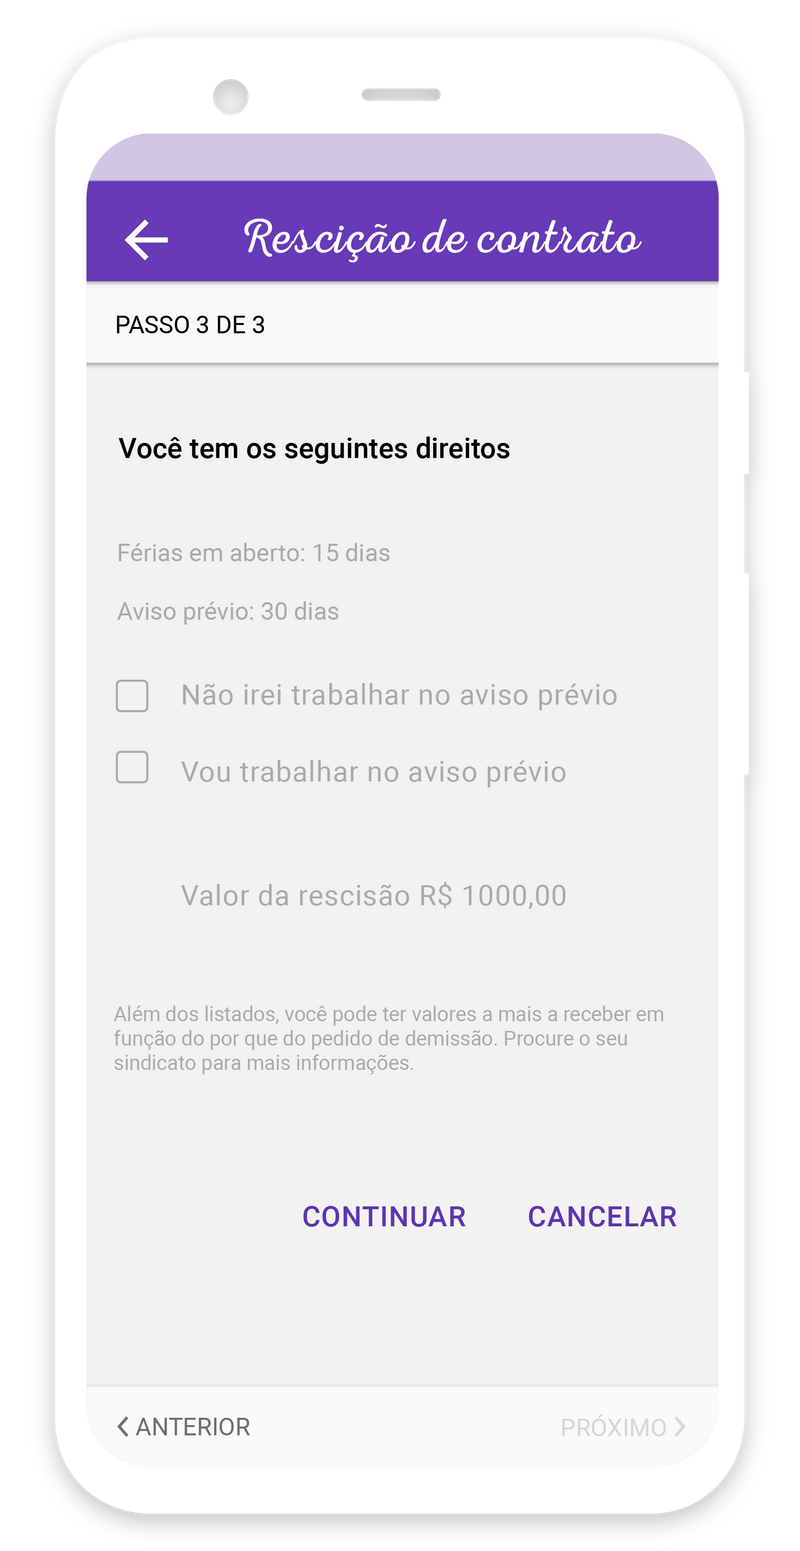 Rescição de contrato
PASSO 3 DE 3
Você tem os seguintes direitos
Férias em aberto: 15 dias
Aviso prévio: 30 dias
Não irei trabalhar no aviso prévio
Vou trabalhar no aviso prévio
Valor da rescisão R$ 1000,00
Além dos listados, você pode ter valores a mais a receber em
função do por que do pedido de demissão. Procure o seu
sindicato para mais informações.
CONTINUAR CANCELAR
ANTERIOR PRÓXIMO